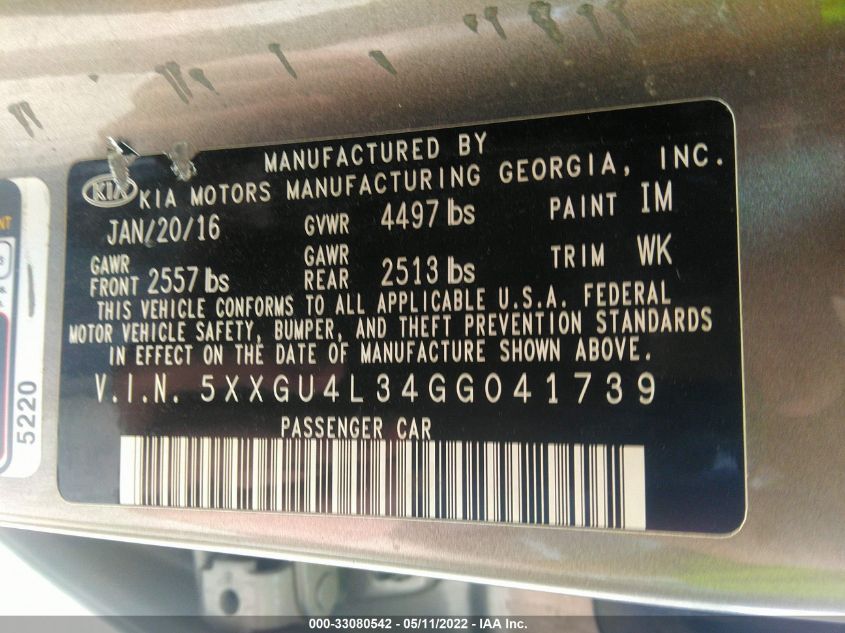 MANUFACTURED BY
KIA KIA MOTORS MANUFACTURING GEORGIA, INC.
JAN/20/16 GVWR 4497 lbs PAINT IM
GAWR FRONT 2557 lbs GAWR REAR 2513 lbs TRIM WK
THIS VEHICLE CONFORMS TO ALL APPLICABLE U.S.A. FEDERAL
MOTOR VEHICLE SAFETY, BUMPER, AND THEFT PREVENTION STANDARDS
IN EFFECT ON THE DATE OF MANUFACTURE SHOWN ABOVE.
V.I.N. 5XXGU4L34GG041739
PASSENGER CAR
5220
000-33080542 - 05/11/2022 - IAA Inc.